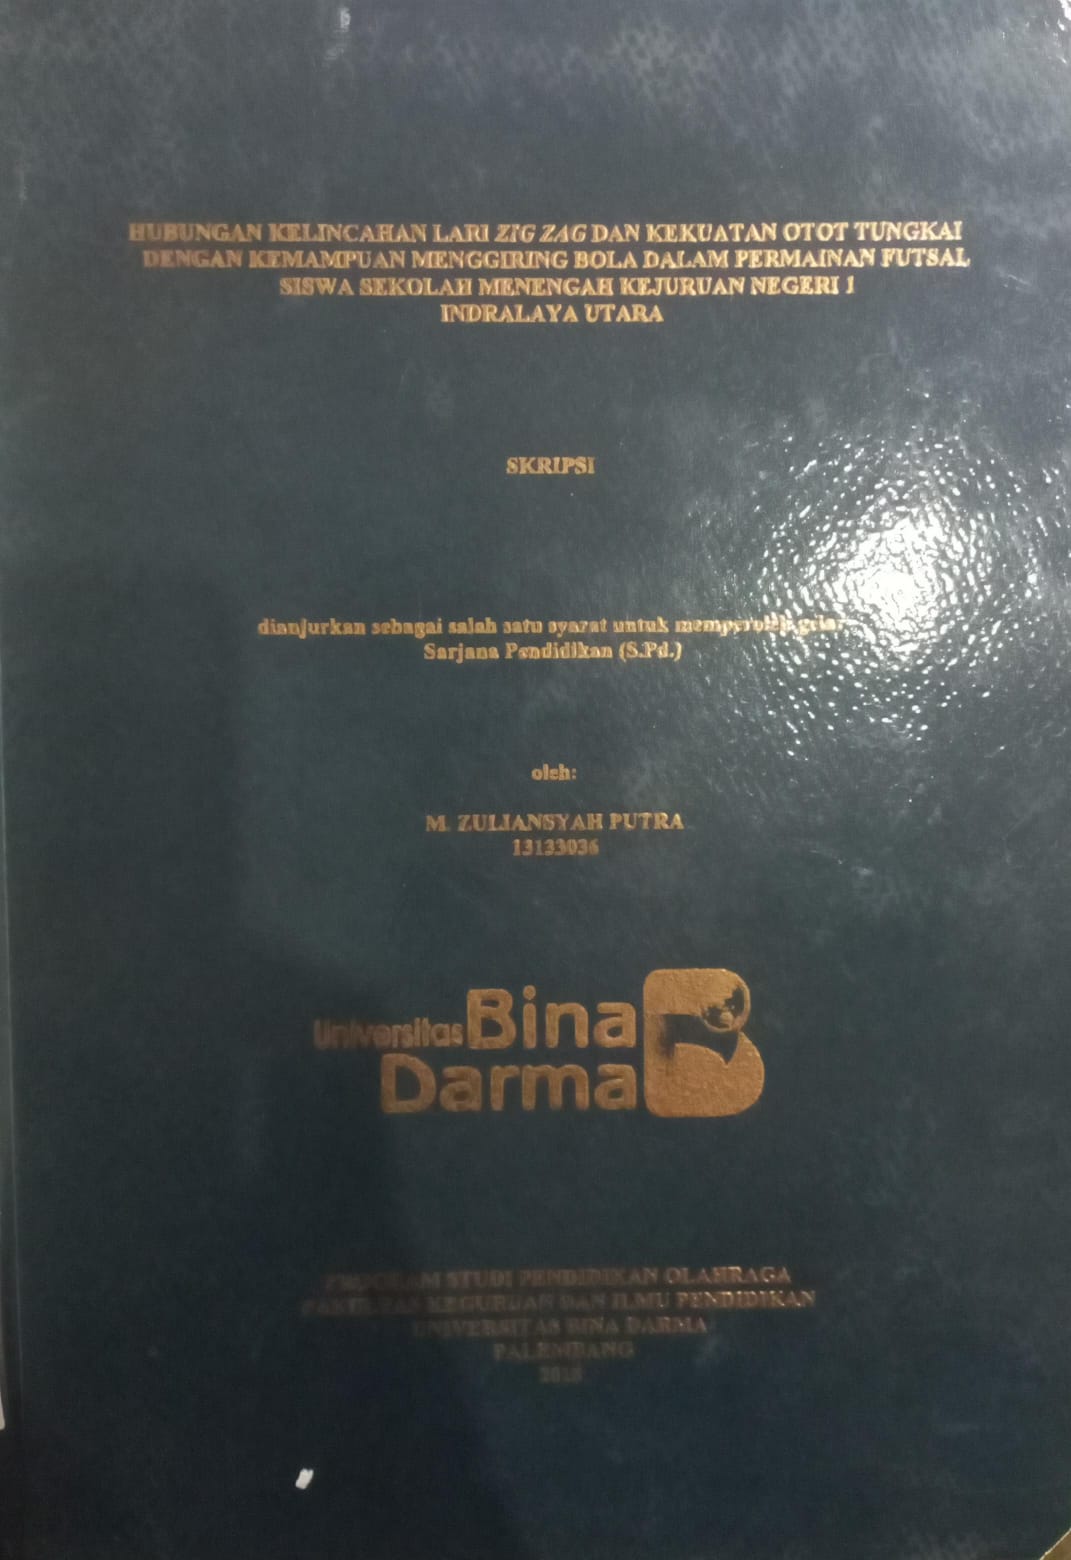 HUBUNGAN KELINCAHAN LARI ZIG ZAG DAN KEKUATAN OTOT TUNGKAI
DENGAN KEMAMPUAN MENGGIRING BOLA DALAM PERMAINAN FUTSAL
SISWA SEKOLAH MENENGAH KEJURUAN NEGERI 1
INDRALAYA UTARA
SKRIPSI
dianjurkan sebagai salah satu syarat untuk memperoleh gelar
Sarjana Pendidikan (S.Pd.)
oleh:
M. ZULIANSYAH PUTRA
13133036
Universitas Bina
Darma
PROGRAM STUDI PENDIDIKAN OLAHRAGA
FAKULTAS KEGURUAN DAN ILMU PENDIDIKAN
UNIVERSITAS BINA DARMA
PALEMBANG